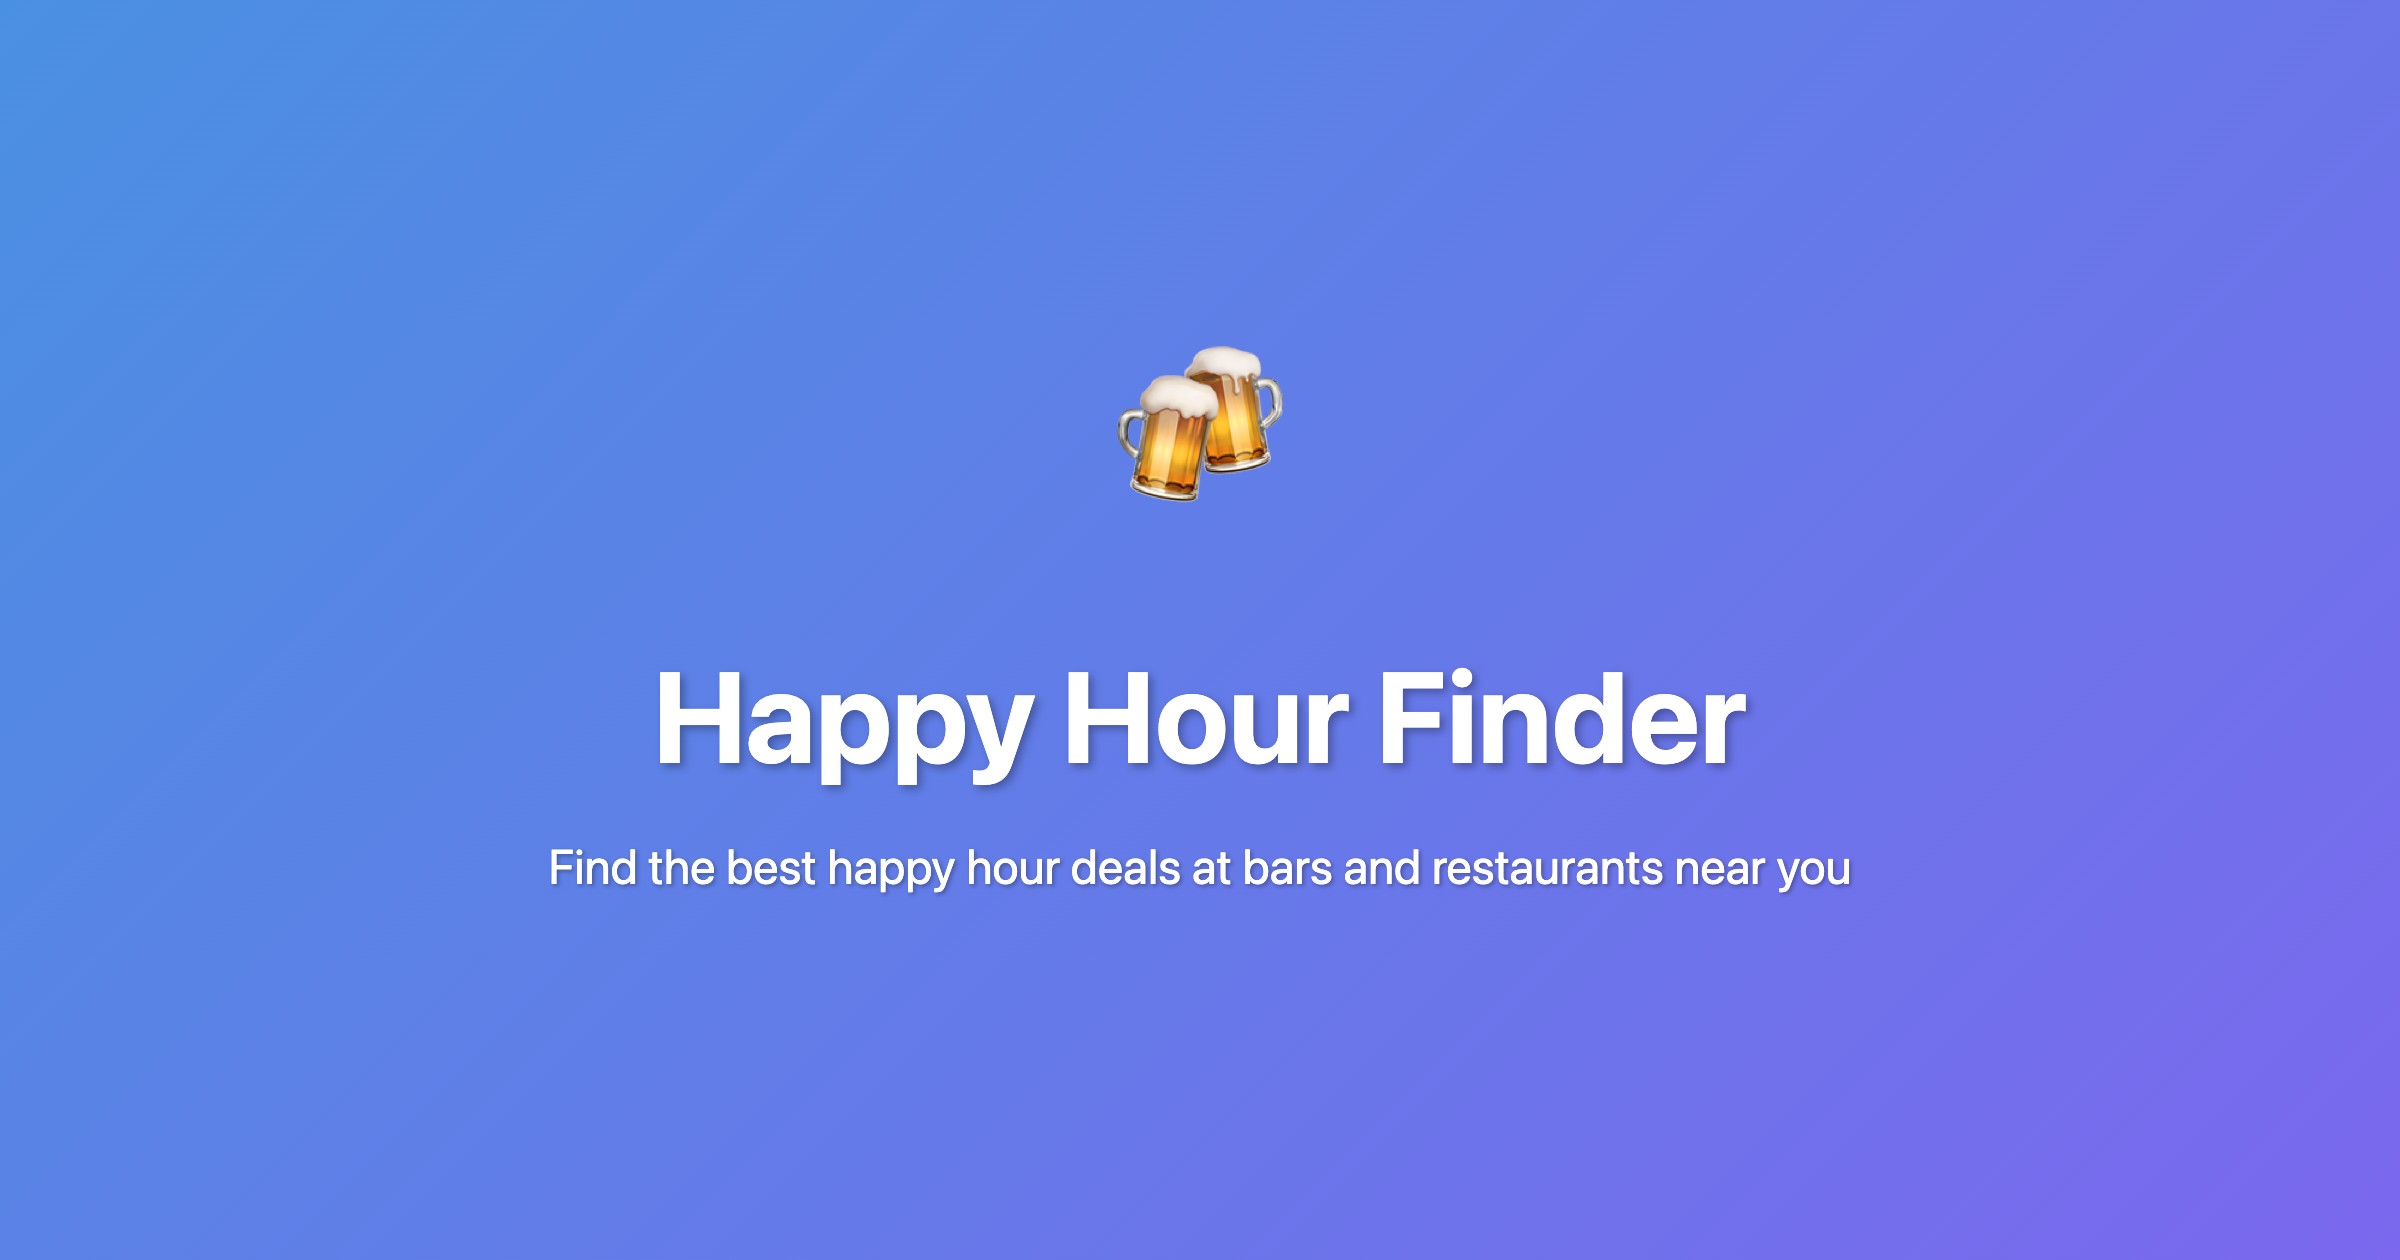 Happy Hour Finder
Find the best happy hour deals at bars and restaurants near you